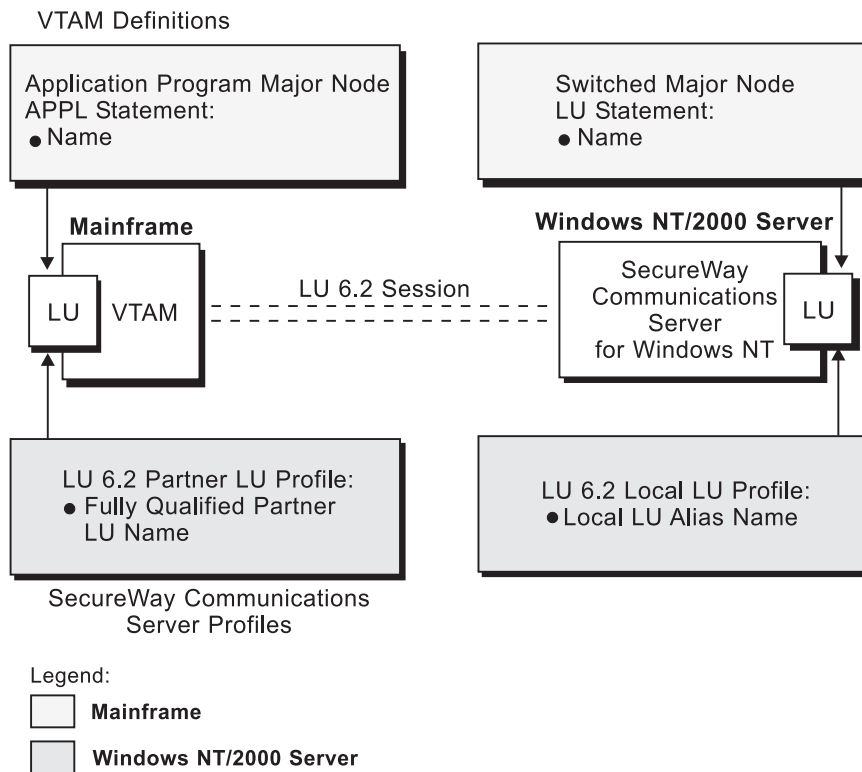 VTAM Definitions
Application Program Major Node
APPL Statement:
● Name
Switched Major Node
LU Statement:
● Name
Mainframe
Windows NT/2000 Server
LU
VTAM
LU 6.2 Session
SecureWay
Communications
Server
for Windows NT
LU
LU 6.2 Partner LU Profile:
● Fully Qualified Partner
LU Name
LU 6.2 Local LU Profile:
● Local LU Alias Name
SecureWay Communications
Server Profiles
Legend:
Mainframe
Windows NT/2000 Server